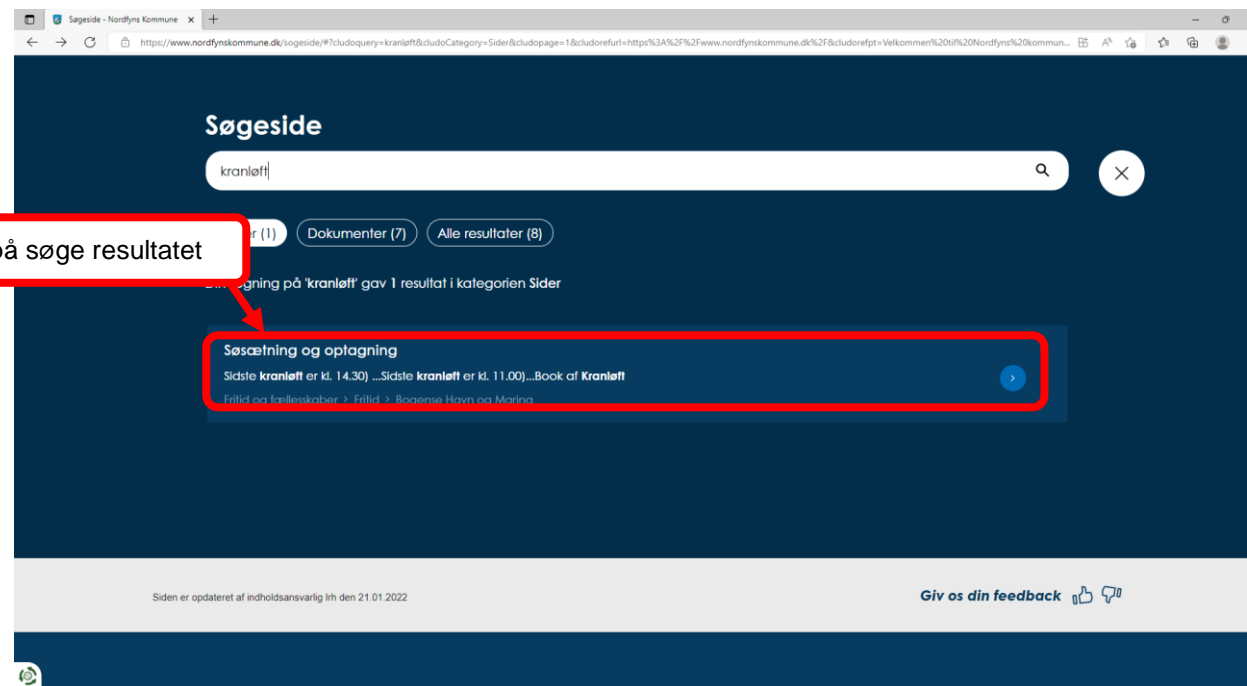 Søgeside - Nordfyns Kommune
https://www.nordfynskommune.dk/sogeside/#?cludoquery=kranløft&cludoCategory=Sider&cludopage=1&cludorefurl=https%3A%2F%2Fwww.nordfynskommune.dk%2F&cludorefpt=Velkommen%20til%20Nordfyns%20kommun...
Søgeside
kranløft
(1) Dokumenter (7) Alle resultater (8)
på søge resultatet
gning på 'kranløft' gav 1 resultat i kategorien Sider
Søsætning og optagning
Sidste kranløft er kl. 14.30) ...Sidste kranløft er kl. 11.00)...Book af Kranløft
Fritid og fællesskaber > Fritid > Bogense Havn og Marina
Siden er opdateret af indholdsansvarlig lrh den 21.01.2022
Giv os din feedback